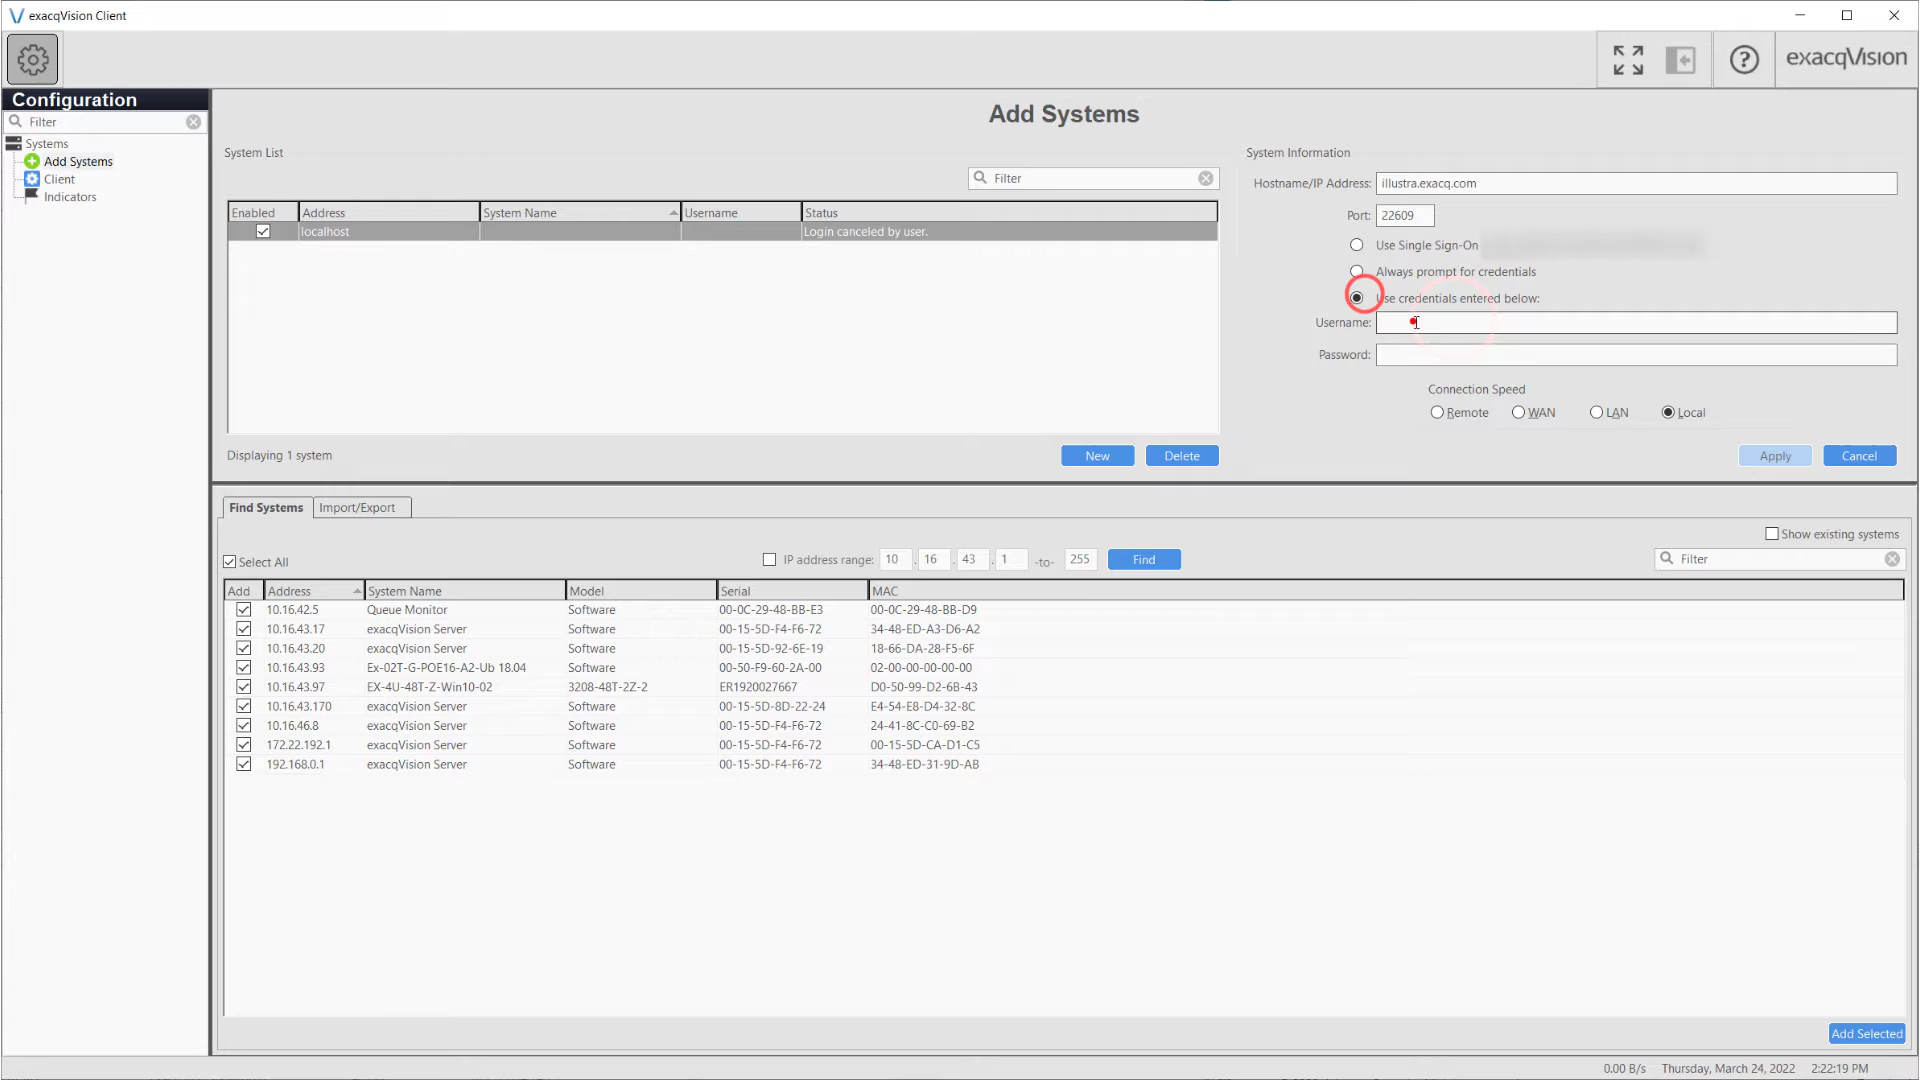 exacqVision Client
exacqVision
Configuration
Filter
Systems
Add Systems
Client
Indicators
Add Systems
System List
Filter
Enabled Address System Name Username Status
localhost Login canceled by user.
Displaying 1 system
New Delete
System Information
Hostname/IP Address: illustra.exacq.com
Port: 22609
Use Single Sign-On
Always prompt for credentials
Use credentials entered below:
Username:
Password:
Connection Speed
Remote WAN LAN Local
Apply Cancel
Find Systems Import/Export
Show existing systems
Select All IP address range: 10 . 16 . 43 . 1 -to- 255 Find Filter
Add Address System Name Model Serial MAC
10.16.42.5 Queue Monitor Software 00-0C-29-48-BB-E3 00-0C-29-48-BB-D9
10.16.43.17 exacqVision Server Software 00-15-5D-F4-F6-72 34-48-ED-A3-D6-A2
10.16.43.20 exacqVision Server Software 00-15-5D-92-6E-19 18-66-DA-28-F5-6F
10.16.43.93 Ex-02T-G-POE16-A2-Ub 18.04 Software 00-50-F9-60-2A-00 02-00-00-00-00-00
10.16.43.97 EX-4U-48T-Z-Win10-02 3208-48T-2Z-2 ER1920027667 D0-50-99-D2-6B-43
10.16.43.170 exacqVision Server Software 00-15-5D-8D-22-24 E4-54-E8-D4-32-8C
10.16.46.8 exacqVision Server Software 00-15-5D-F4-F6-72 24-41-8C-C0-69-B2
172.22.192.1 exacqVision Server Software 00-15-5D-F4-F6-72 00-15-5D-CA-D1-C5
192.168.0.1 exacqVision Server Software 00-15-5D-F4-F6-72 34-48-ED-31-9D-AB
Add Selected
0.00 B/s Thursday, March 24, 2022 2:22:19 PM